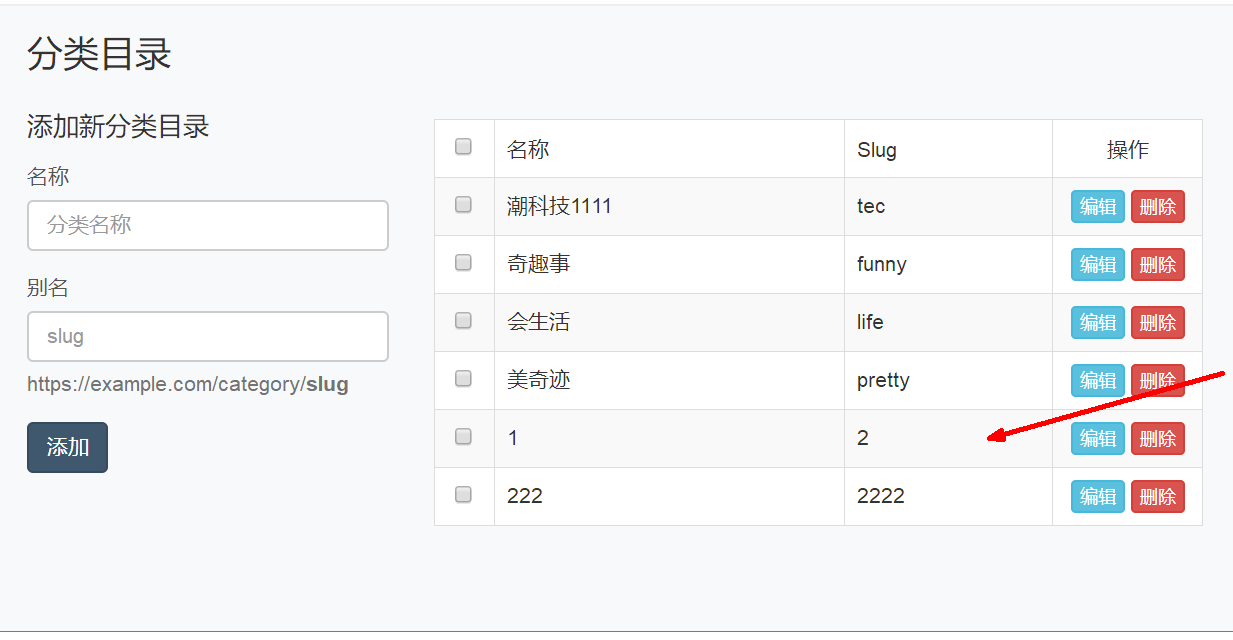 分类目录
添加新分类目录
名称
分类名称
别名
slug
https://example.com/category/slug
添加
名称 Slug 操作
潮科技1111 tec 编辑 删除
奇趣事 funny 编辑 删除
会生活 life 编辑 删除
美奇迹 pretty 编辑 删除
1 2 编辑 删除
222 2222 编辑 删除